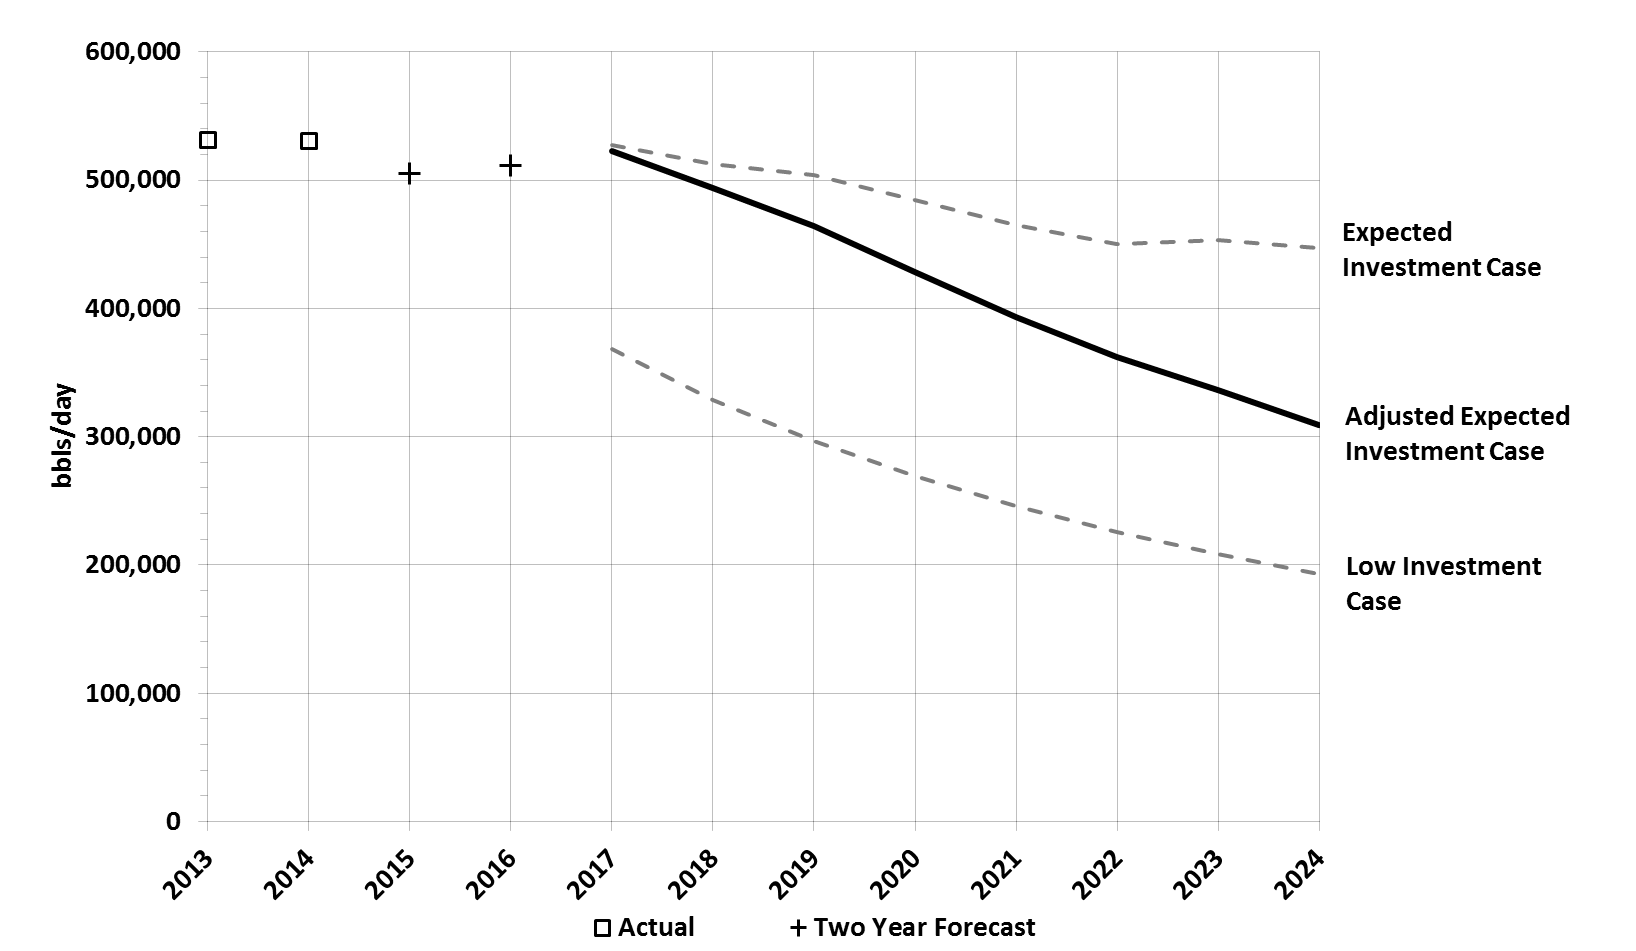 600,000
500,000
400,000
300,000
200,000
100,000
0
bbls/day
Expected
Investment Case
Adjusted Expected
Investment Case
Low Investment
Case
2013 2014 2015 2016 2017 2018 2019 2020 2021 2022 2023 2024
Actual Two Year Forecast